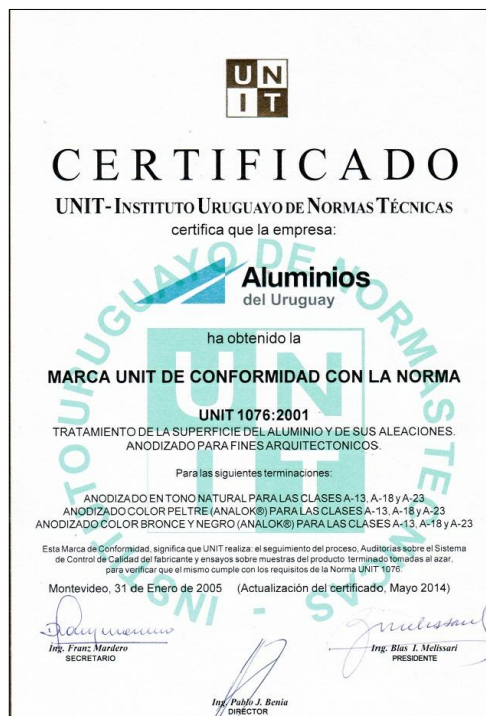 UNIT
CERTIFICADO
UNIT-INSTITUTO URUGUAYO DE NORMAS TÉCNICAS
certifica que la empresa:
Aluminios
del Uruguay
ha obtenido la
MARCA UNIT DE CONFORMIDAD CON LA NORMA
UNIT 1076:2001
TRATAMIENTO DE LA SUPERFICIE DEL ALUMINIO Y DE SUS ALEACIONES.
ANODIZADO PARA FINES ARQUITECTONICOS.
Para las siguientes terminaciones:
ANODIZADO EN TONO NATURAL PARA LAS CLASES A-13, A-18 y A-23
ANODIZADO COLOR PELTRE (ANALOK®) PARA LAS CLASES A-13, A-18 y A-23
ANODIZADO COLOR BRONCE Y NEGRO (ANALOK®) PARA LAS CLASES A-13, A-18 y A-23
Esta Marca de Conformidad, significa que UNIT realiza: el seguimiento del proceso, Auditorías sobre el Sistema
de Control de Calidad del fabricante y ensayos sobre muestras del producto terminado tomadas al azar,
para verificar que el mismo cumple con los requisitos de la Norma UNIT 1076.
Montevideo, 31 de Enero de 2005 (Actualización del certificado, Mayo 2014)
Ing. Franz Mardero
SECRETARIO
Ing. Blas I. Melissari
PRESIDENTE
Ing. Pablo J. Benia
DIRECTOR
INSTITUTO URUGUAYO DE NORMAS TECNICAS -
UNIT